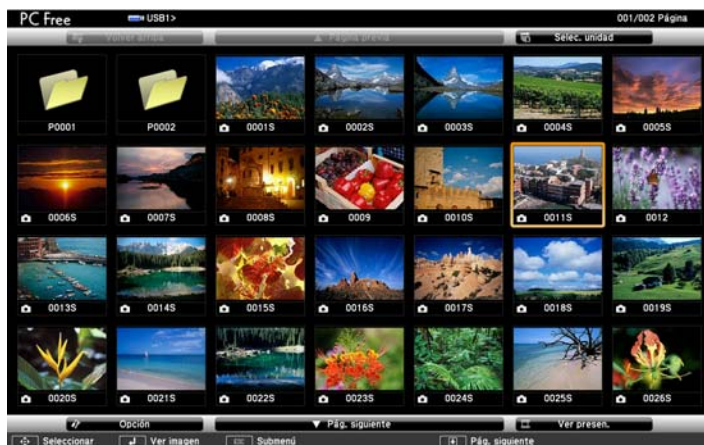 PC Free USB1> 001/002 Página
Volver arriba ▲ Página previa Selec. unidad
P0001 P0002 0001S 0002S 0003S 0004S 0005S
0006S 0007S 0008S 0009 0010S 0011S 0012
0013S 0014S 0015S 0016S 0017S 0018S 0019S
0020S 0021S 0022S 0023S 0024S 0025S 0026S
Opción ▼ Pág. siguiente Ver presen.
Seleccionar Ver imagen Esc Submenú Pág. siguiente